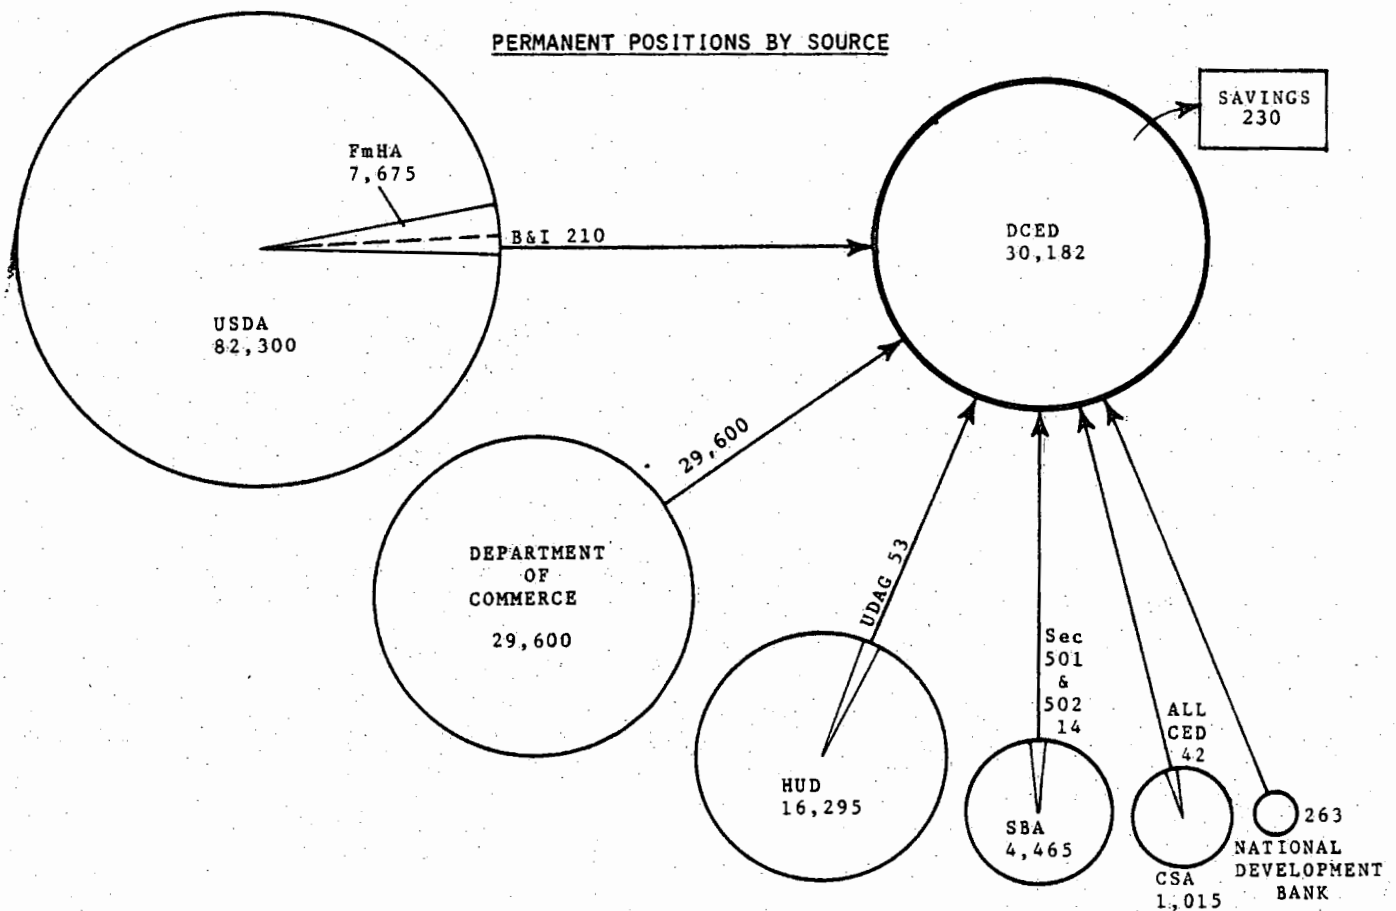 PERMANENT POSITIONS BY SOURCE
SAVINGS
230
FmHA
7,675
B&I 210
DCED
30,182
USDA
82,300
29,600
DEPARTMENT
OF
COMMERCE
29,600
UDAG 53
Sec
501
&
502
14
ALL
CED
42
HUD
16,295
SBA
4,465
263
NATIONAL
DEVELOPMENT
BANK
CSA
1,015